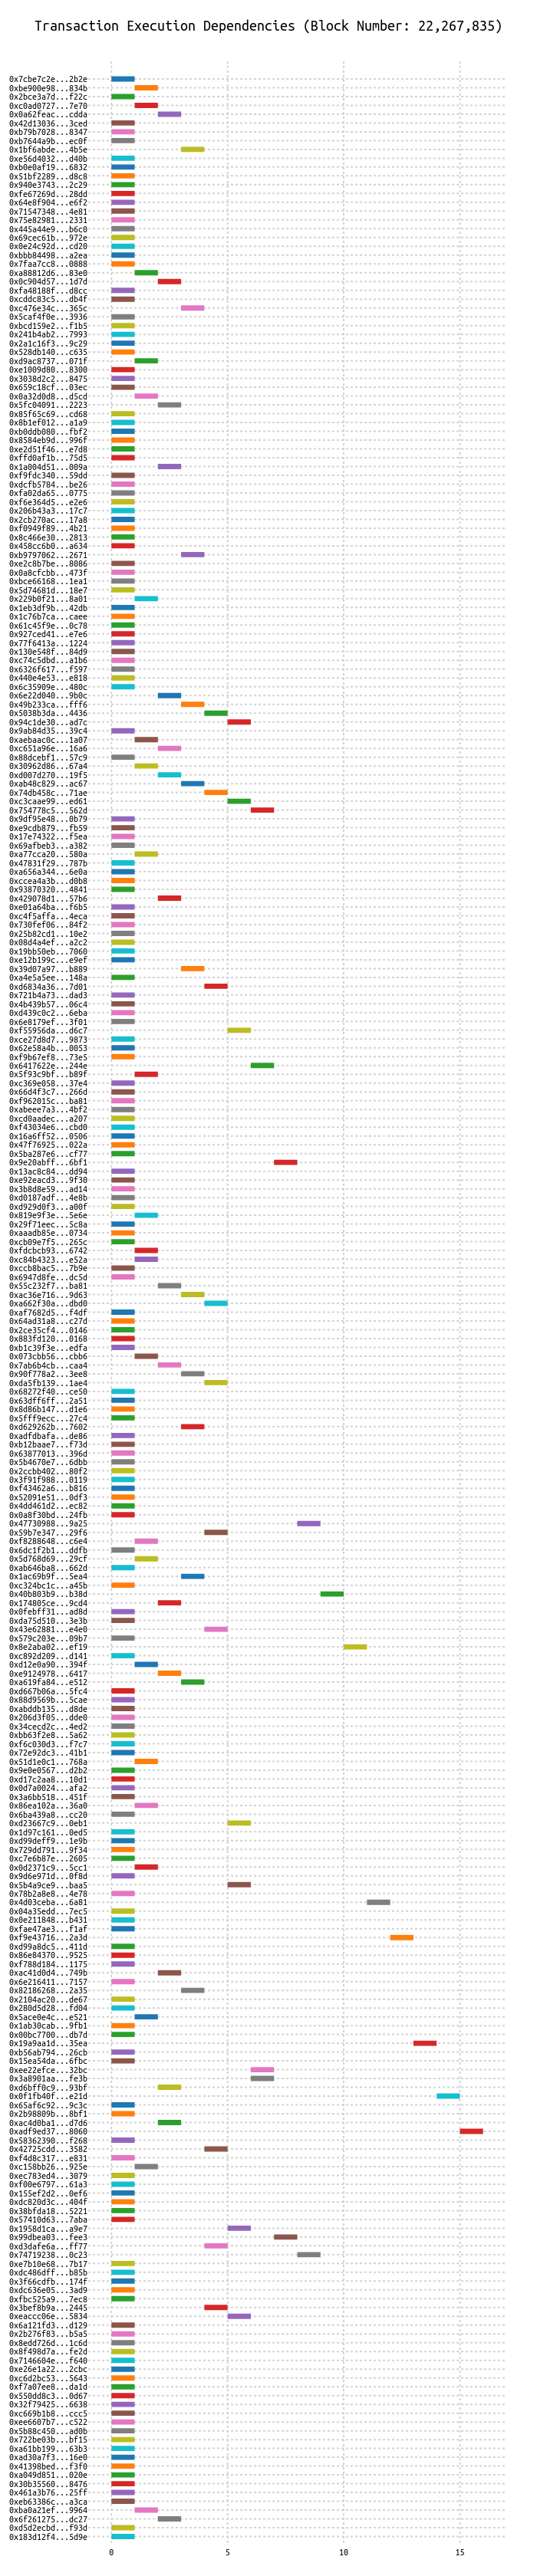 Transaction Execution Dependencies (Block Number: 22,267,835)
0x7cbe7c2e...2b2e
0xbe900e98...834b
0x2bce3a7d...f22c
0xc0ad0727...7e70
0x0a62feac...cdda
0x42d13036...3ced
0xb79b7028...8347
0xb7644a9b...ec0f
0x1bf6abde...4b5e
0xe56d4032...d40b
0xb0e0af19...6832
0x51bf2289...d8c8
0x940e3743...2c29
0xfe67269d...28dd
0x64e8f904...e6f2
0x71547348...4e81
0x75e82981...2331
0x445a44e9...b6c0
0x69cec61b...972e
0x0e24c92d...cd20
0xbbb84498...a2ea
0x7faa7cc8...0888
0xa88812d6...83e0
0x0c904d57...1d7d
0xfa48188f...d8cc
0xcddc83c5...db4f
0xc476e34c...365c
0x5caf4f0e...3936
0xbcd159e2...f1b5
0x241b4ab2...7993
0x2a1c16f3...9c29
0x528db140...c635
0xd9ac8737...071f
0xe1009d80...8300
0x3038d2c2...8475
0x659c18cf...03ec
0x0a32d0d8...d5cd
0x5fc04091...2223
0x85f65c69...cd68
0x8b1ef012...a1a9
0xb0ddb080...fbf2
0x8584eb9d...996f
0xe2d51f46...e7d8
0xffd0af1b...75d5
0x1a004d51...009a
0xf9fdc340...59dd
0xdcfb5784...be26
0xfa02da65...0775
0xf6e364d5...e2e6
0x206b43a3...17c7
0x2cb270ac...17a8
0xf0949f89...4b21
0x8c466e30...2813
0x458cc6b0...a634
0xb9797062...2671
0xe2c8b7be...8086
0x0a8cfcbb...473f
0xbce66168...1ea1
0x5d74681d...18e7
0x229b0f21...8a01
0x1eb3df9b...42db
0x1c76b7ca...caee
0x61c45f9e...0c78
0x927ced41...e7e6
0x77f6413a...1224
0x130e548f...84d9
0x74c5dbd...a1b6
0x6326f617...f597
0x440e4e53...e818
0x6c35909e...480c
0x6e22d040...9b0c
0x49b233ca...fff6
0x5038b3da...4436
0x94c1de30...ad7c
0x9ab84d35...39c4
0xaebaac0c...1a07
0xc651a96e...16a6
0x88dcebf1...57c9
0x30962d86...67a4
0xd007d270...19f5
0xab48c829...ac67
0x74db458c...71ae
0xc3caae99...ed61
0x754778c5...562d
0x9df95e48...0b79
0xe9cdb879...fb59
0x17e74322...f5ea
0x69afbeb3...a382
0xa77cca20...580a
0x47831f29...787b
0xa656a344...6e0a
0xccea4a3b...d0b8
0x93870320...4841
0x429078d1...57b6
0xe01a64ba...f6b5
0xc4f5affa...4eca
0x730fef06...84f2
0x25b82cd1...10e2
0x08d4a4ef...a2c2
0x19bb50eb...7060
0xe12b199c...e9ef
0x39d07a97...b889
0xa4e5a5ee...148a
0xd6834a36...7d01
0x721b4a73...dad3
0x4b439b57...06c4
0xd439c0c2...6eba
0x6e8179ef...3f01
0xf55956da...d6c7
0xce27d8d7...9873
0x62e58a4b...0053
0xf9b67ef8...73e5
0x6417622e...244e
0x5f93c9bf...b89f
0xc369e058...37e4
0x66d4f3c7...266d
0xf962015c...ba81
0xabeee7a3...4bf2
0xcd0aadec...a207
0xf43034e6...cbd0
0x16a6ff52...0506
0x47f76925...022a
0x5ba287e6...cf77
0x9e20abff...6bf1
0x13ac8c84...dd94
0xe92eacd3...9f30
0x3b8d8e59...ad14
0xd0187adf...4e8b
0xd929d0f3...a00f
0x819e9f3e...5e6e
0x29f71eec...5c8a
0xaaadb85e...0734
0xcb09e7f5...265c
0xfdcbcb93...6742
0xc84b4323...e52a
0xccb8bac5...7b9e
0x6947d8fe...dc5d
0x55c232f7...ba81
0xac36e716...9d63
0xa662f30a...dbd0
0xaf7682d5...f4df
0x64ad31a8...c27d
0x2ce35cf4...0146
0x883fd120...0168
0xb1c39f3e...edfa
0x073cbb56...cbb6
0x7ab6b4cb...caa4
0x90f778a2...3ee8
0xda5fb139...1ae4
0x68272f40...ce50
0x63dff6ff...2a51
0x8d86b147...d1e6
0x5fff9ecc...27c4
0xd629262b...7602
0xadfdbafa...de86
0xb12baae7...f73d
0x63877013...396d
0x5b4670e7...6dbb
0x2ccbb402...80f2
0x3f91f988...0119
0xf43462a6...b816
0x52091e51...0df3
0x4dd461d2...ec82
0x0a8f30bd...24fb
0x47730988...9a25
0x59b7e347...29f6
0xf8288648...c6e4
0x6dc1f2b1...ddfb
0x5d768d69...29cf
0xab646ba8...662d
0x1ac69b9f...5ea4
0xc324bc1c...a45b
0x40b803b9...b38d
0x174805ce...9cd4
0x0febff31...ad8d
0xda75d510...3e3b
0x43e62881...e4e0
0x579c203e...09b7
0x8e2aba02...ef19
0xc892d209...d141
0xd12e0a90...394f
0xe9124978...6417
0xa619fa84...e512
0xd667b06a...5fc4
0x88d9569b...5cae
0xabddb135...d8de
0x206d3f05...dde0
0x34cecd2c...4ed2
0xbb63f2e8...5a62
0xf6c030d3...f7c7
0x72e92dc3...41b1
0x51d1e0c1...768a
0x9e0e0567...d2b2
0xd17c2aa8...10d1
0x0d7a0024...afa2
0x3a6bb518...451f
0x86ea102a...36a0
0x6ba439a8...cc20
0xd23667c9...0eb1
0x1d97c161...0ed5
0xd99deff9...1e9b
0x729dd791...9f34
0xc7e6b87e...2605
0x0d2371c9...5cc1
0x9d6e971d...0f8d
0x5b4a9ce9...baa5
0x78b2a8e8...4e78
0x4d03ceba...6a81
0x04a35edd...7ec5
0x0e211848...b431
0xfae47ae3...f1af
0xf9e43716...2a3d
0xd99a8dc5...411d
0x86e84370...9525
0xf788d184...1175
0xac41d0d4...749b
0x6e216411...7157
0x82186268...2a35
0x2104ac20...de67
0x280d5d28...fd04
0x5ace0e4c...e521
0x1ab30cab...9fb1
0x00bc7700...db7d
0x19a9aa1d...35ea
0xb56ab794...26cb
0x15ea54da...6fbc
0xee22efce...32bc
0x3a8901aa...fe3b
0xd6bff0c9...93bf
0x0f1fb40f...e21d
0x65af6c92...9c3c
0x2b98809b...8bf1
0xac4d0ba1...d7d6
0xadf9ed37...8060
0x58362390...f268
0x42725cdd...3582
0xf4d8c317...e831
0xc158bb26...925e
0xec783ed4...3079
0xf00e6797...61a3
0x155ef2d2...0ef6
0xdc820d3c...404f
0x38bfda18...5221
0x57410d63...7aba
0x1958d1ca...a9e7
0x99dbea03...fee3
0xd3dafe6a...ff77
0x74719238...0c23
0xe7b10e68...7b17
0xdc486dff...b85b
0x3f66cdfb...174f
0xdc636e05...3ad9
0xfbc525a9...7ec8
0x3bef8b9a...2445
0xeaccc06e...5834
0x6a121fd3...d129
0x2b276f83...b5a5
0x8edd726d...1c6d
0x8f498d7a...fe2d
0x7146604e...f640
0xe26e1a22...2cbc
0xc6d2bc53...5643
0xf7a07ee8...da1d
0x550dd8c3...0d67
0x32f79425...6638
0xc669b1b8...ccc5
0xee6607b7...c522
0x5b88c450...ad0b
0x722be03b...bf15
0xa61bb199...63b3
0xad30a7f3...16e0
0x41398bed...f3f0
0xa049d851...020e
0x30b35560...8476
0x461a3b76...25ff
0xeb63386c...a3ca
0xba0a21ef...9964
0x6f261275...dc27
0xd5d2ecbd...f93d
0x183d12f4...5d9e
0 5 10 15